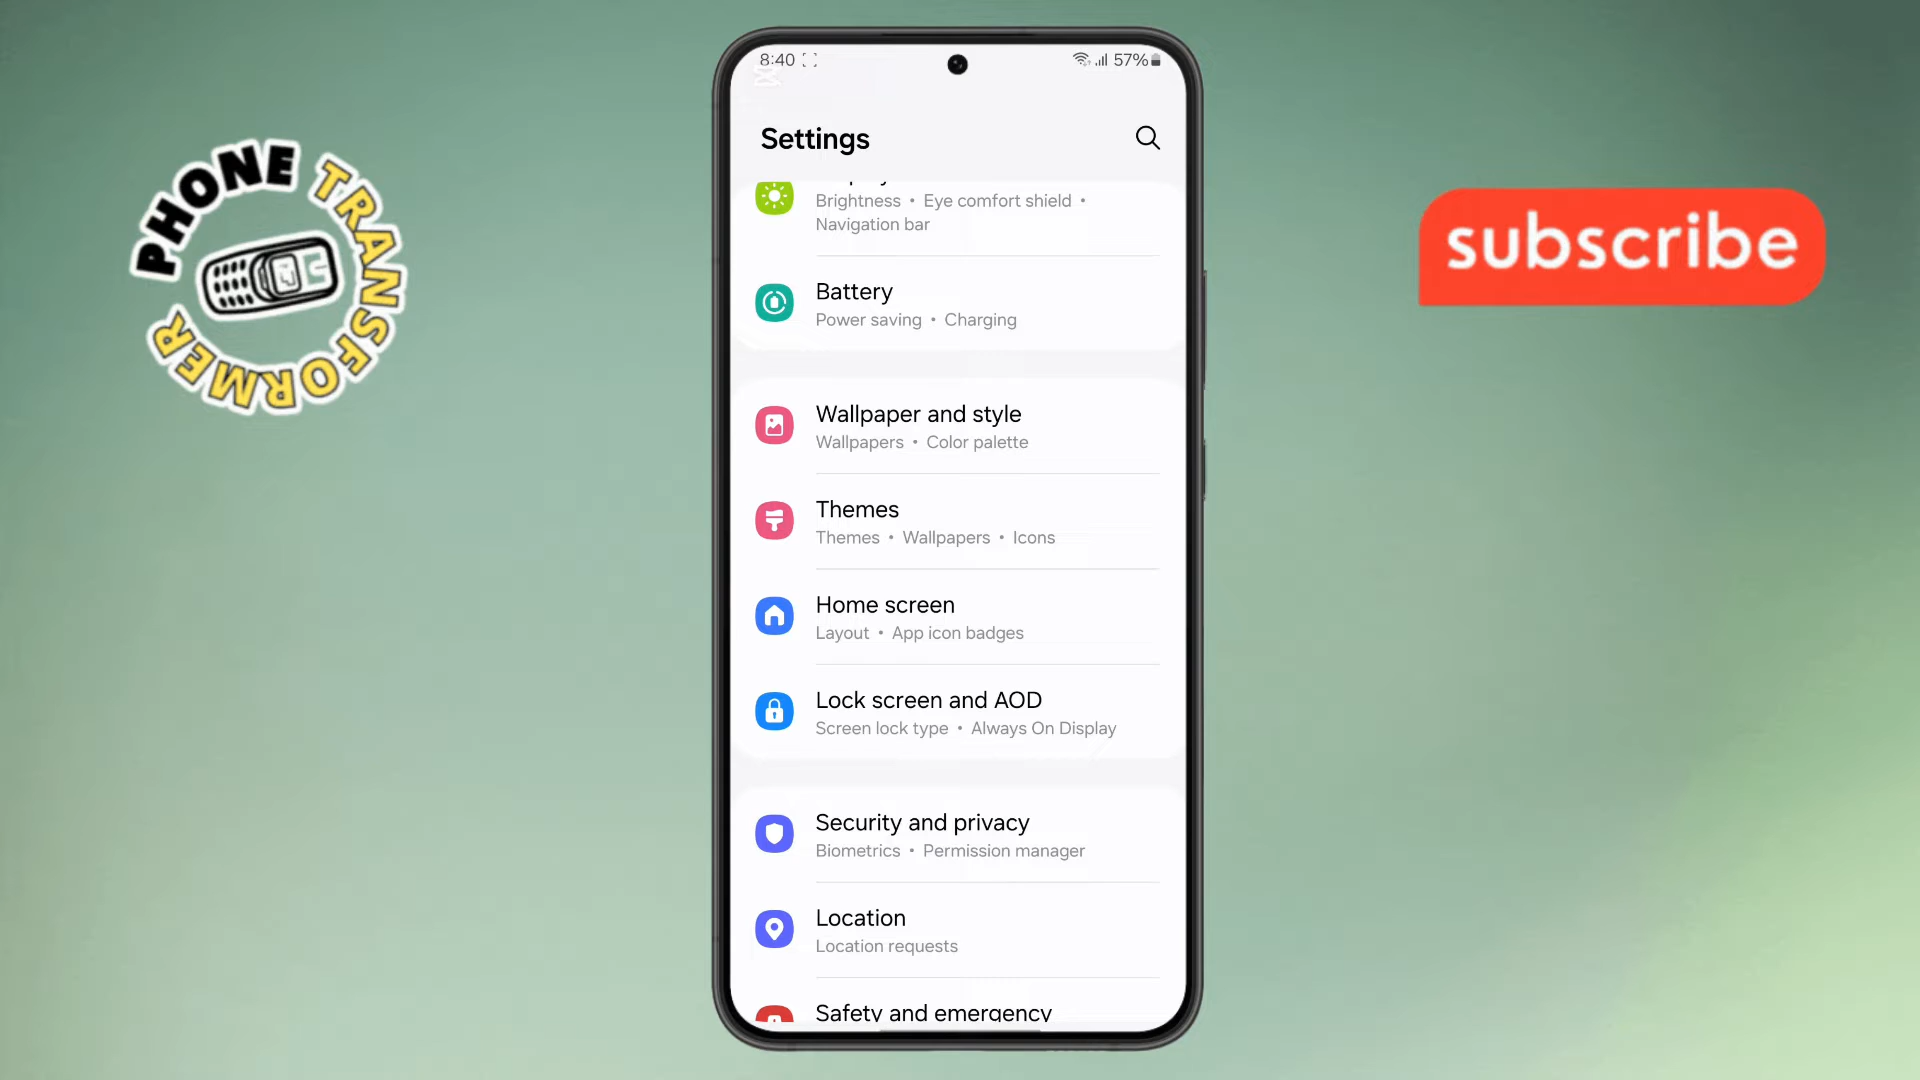 PHONE TRANSFORMER
subscribe
8:40
57%
Settings
Brightness • Eye comfort shield •
Navigation bar
Battery
Power saving • Charging
Wallpaper and style
Wallpapers • Color palette
Themes
Themes • Wallpapers • Icons
Home screen
Layout • App icon badges
Lock screen and AOD
Screen lock type • Always On Display
Security and privacy
Biometrics • Permission manager
Location
Location requests
Safety and emergency